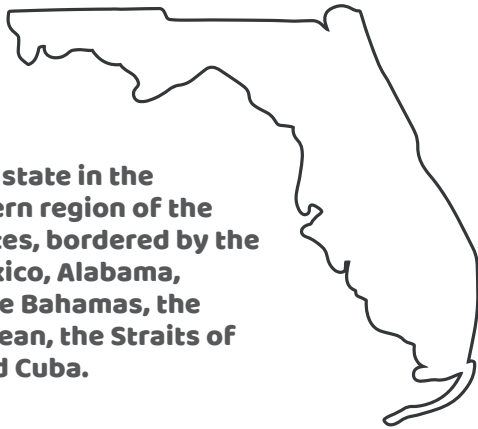 state in the
ern region of the
es, bordered by the
xico, Alabama,
e Bahamas, the
ean, the Straits of
d Cuba.